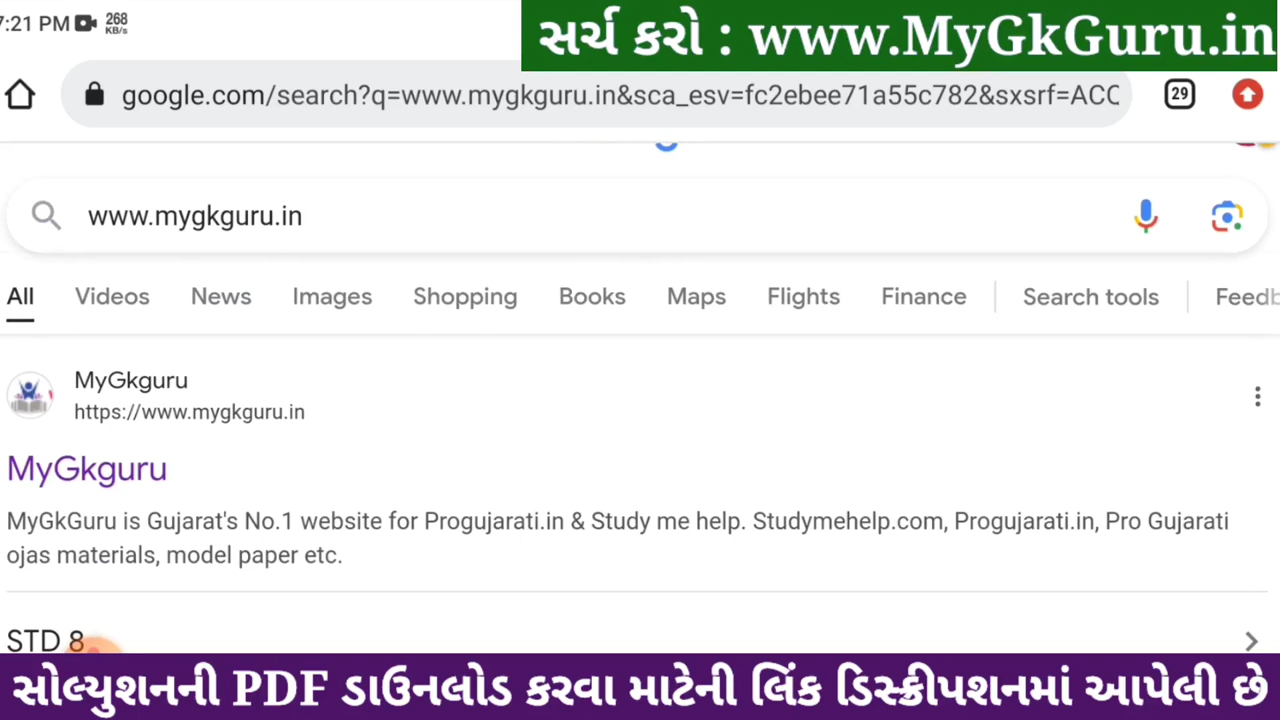 7:21 PM 268 KB/s
સર્ચ કરો : www.MyGkGuru.in
google.com/search?q=www.mygkguru.in&sca_esv=fc2ebee71a55c782&sxsrf=ACC
29
www.mygkguru.in
All Videos News Images Shopping Books Maps Flights Finance Search tools Feedb
MyGkguru
https://www.mygkguru.in
MyGkguru
MyGkGuru is Gujarat's No.1 website for Progujarati.in & Study me help. Studymehelp.com, Progujarati.in, Pro Gujarati
ojas materials, model paper etc.
STD 8
સોલ્યુશનની PDF ડાઉનલોડ કરવા માટેની લિંક ડિસ્ક્રીપશનમાં આપેલી છે